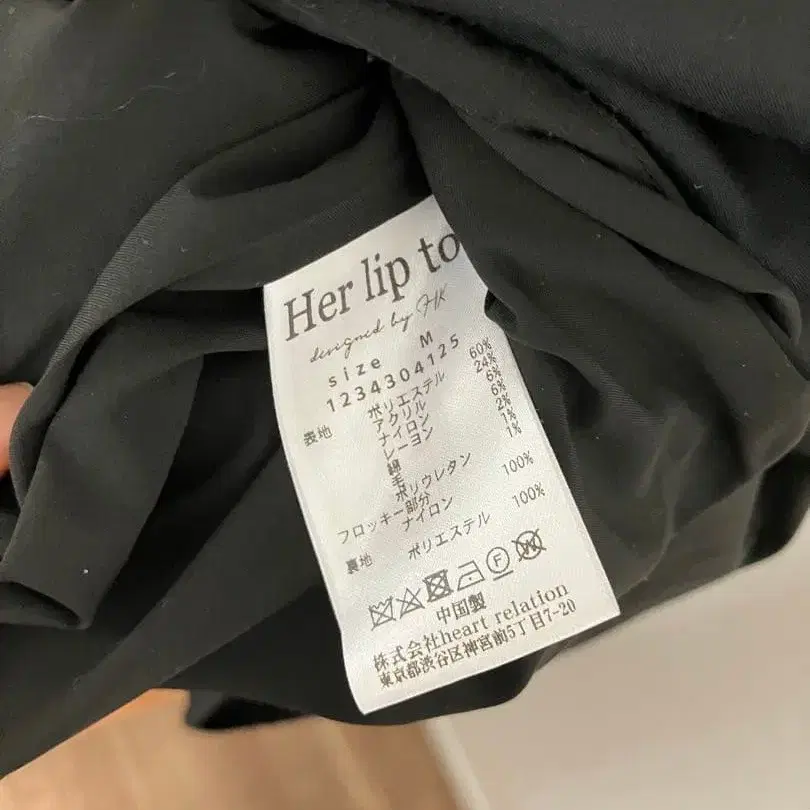 Her lip to
designed by HK
size M
1234304125
表地 ポリエステル 60%
アクリル 24%
ナイロン 6%
レーヨン 6%
綿 2%
毛 1%
ポリウレタン 1%
フロッキー部分
ナイロン 100%
裏地 ポリエステル 100%
中国製
株式会社heart relation
東京都渋谷区神宮前5丁目7-20